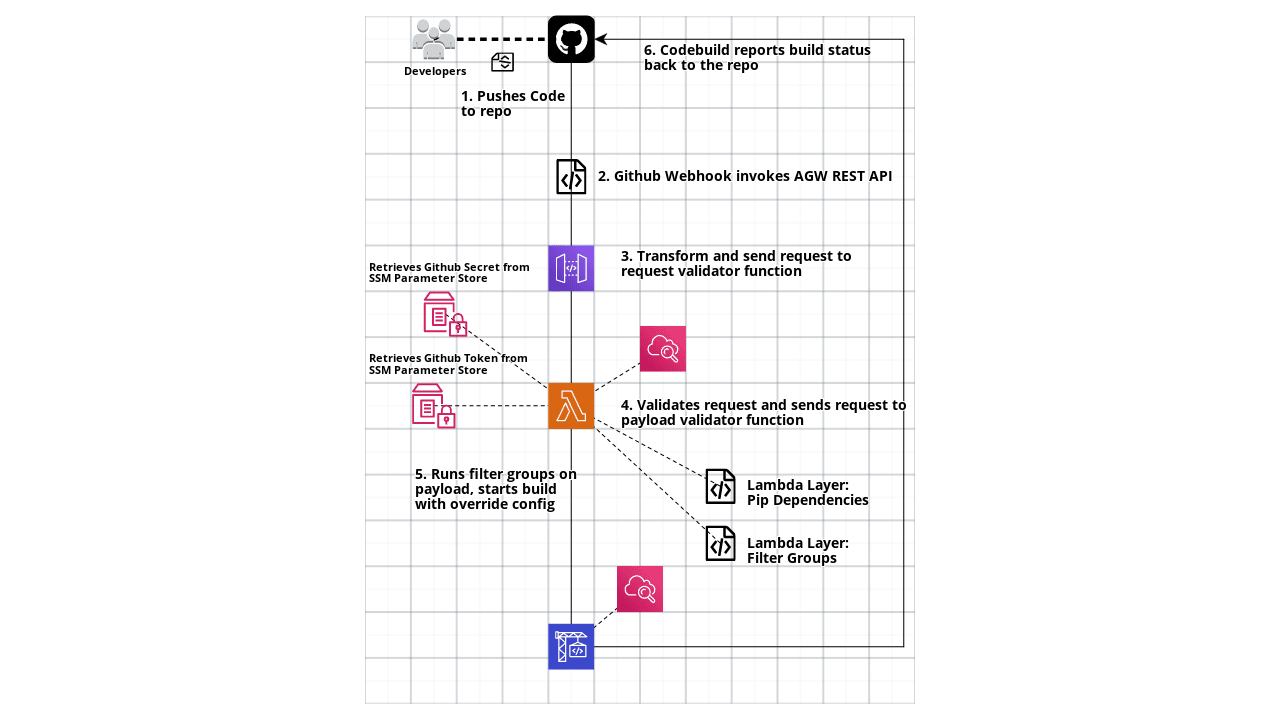 Developers
6. Codebuild reports build status
back to the repo
1. Pushes Code
to repo
2. Github Webhook invokes AGW REST API
3. Transform and send request to
request validator function
Retrieves Github Secret from
SSM Parameter Store
Retrieves Github Token from
SSM Parameter Store
4. Validates request and sends request to
payload validator function
5. Runs filter groups on
payload, starts build
with override config
Lambda Layer:
Pip Dependencies
Lambda Layer:
Filter Groups